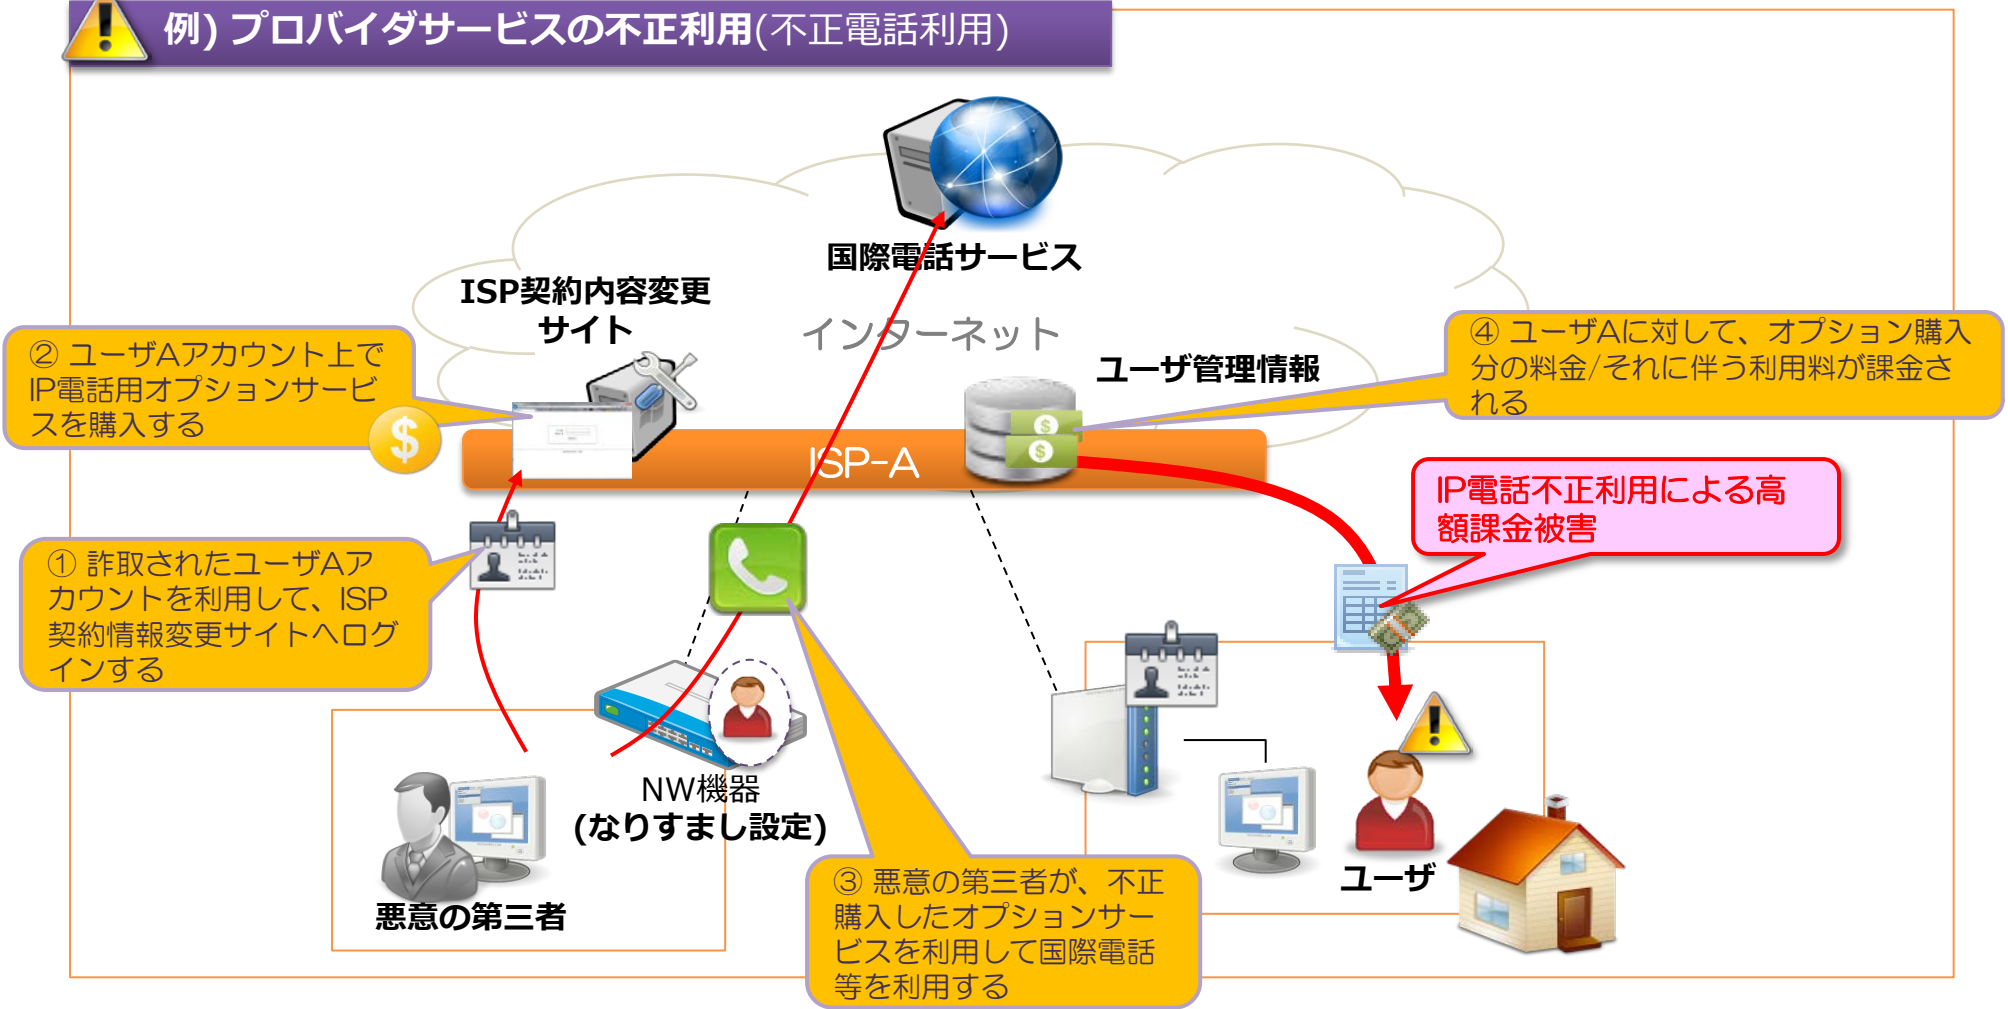 例) プロバイダサービスの不正利用(不正電話利用)
国際電話サービス
ISP契約内容変更
サイト
インターネット
ユーザ管理情報
② ユーザAアカウント上で
IP電話用オプションサービ
スを購入する
④ ユーザAに対して、オプション購入
分の料金/それに伴う利用料が課金さ
れる
ISP-A
IP電話不正利用による高
額課金被害
① 詐取されたユーザAア
カウントを利用して、ISP
契約情報変更サイトへログ
インする
NW機器
(なりすまし設定)
悪意の第三者
ユーザ
③ 悪意の第三者が、不正
購入したオプションサー
ビスを利用して国際電話
等を利用する